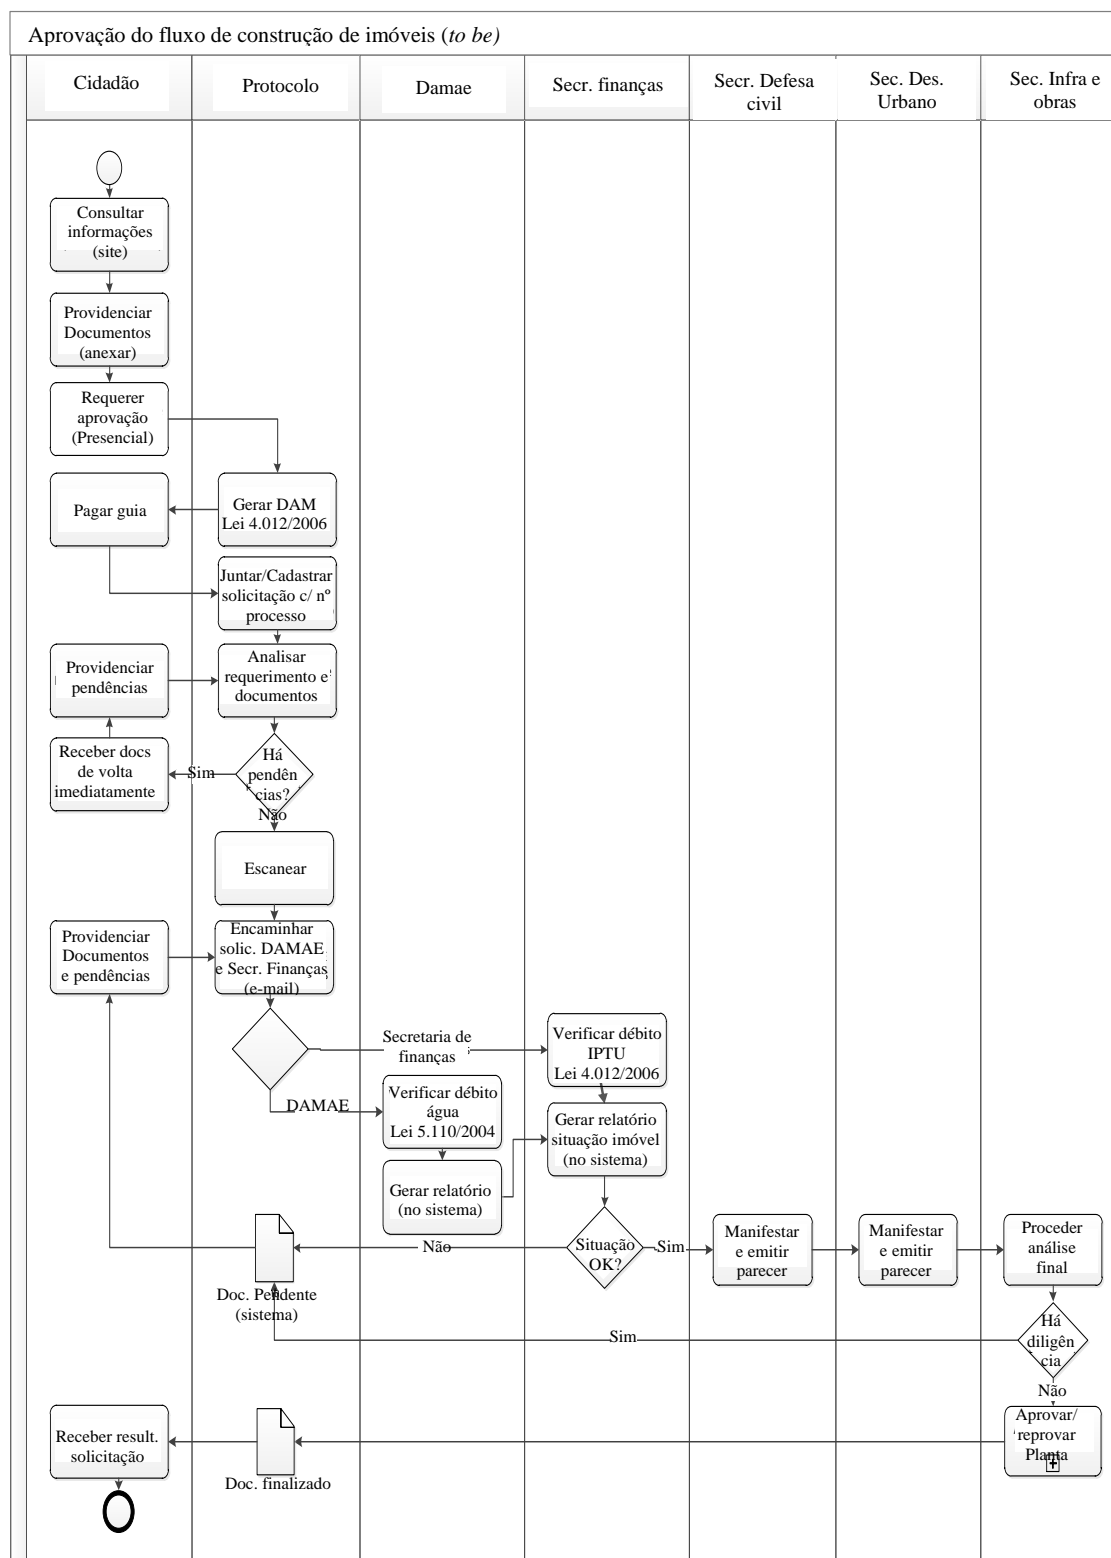 Aprovação do fluxo de construção de imóveis (to be)
Cidadão
Protocolo
Damae
Secr. finanças
Secr. Defesa
civil
Sec. Des.
Urbano
Sec. Infra e
obras
Consultar
informações
(site)
Providenciar
Documentos
(anexar)
Requerer
aprovação
(Presencial)
Pagar guia
Gerar DAM
Lei 4.012/2006
Juntar/Cadastrar
solicitação c/ nº
processo
Providenciar
pendências
Analisar
requerimento e
documentos
Receber docs
de volta
imediatamente
Sim
Há
pendên
cias?
Não
Escanear
Providenciar
Documentos
e pendências
Encaminhar
solic. DAMAE
e Secr. Finanças
(e-mail)
Secretaria de
finanças
Verificar débito
IPTU
Lei 4.012/2006
DAMAE
Verificar débito
água
Lei 5.110/2004
Gerar relatório
situação imóvel
(no sistema)
Gerar relatório
(no sistema)
Não
Situação
OK?
Sim
Manifestar
e emitir
parecer
Manifestar
e emitir
parecer
Proceder
análise
final
Doc. Pendente
(sistema)
Sim
Há
diligên
cia
Não
Receber result.
solicitação
Doc. finalizado
Aprovar/
reprovar
Planta